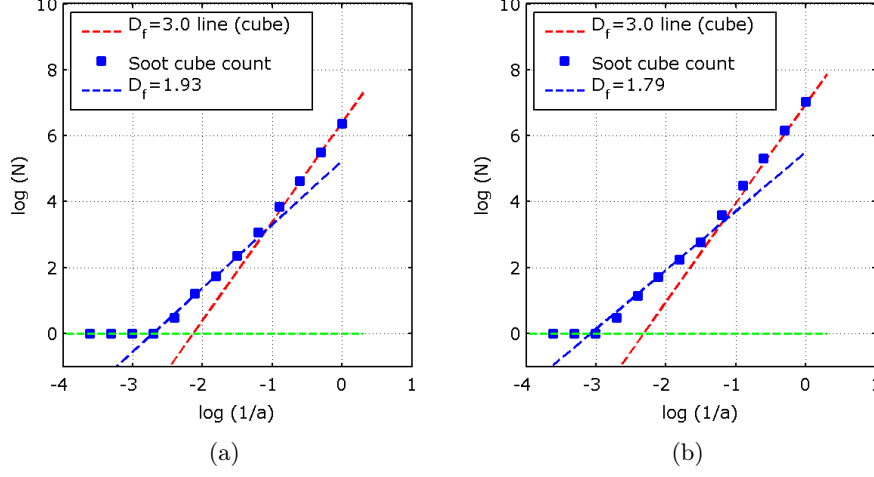 10
8
6
4
2
0
-4 -3 -2 -1 0 1
log (N)
log (1/a)
D_f=3.0 line (cube)
Soot cube count
D_f=1.93
(a)
10
8
6
4
2
0
-4 -3 -2 -1 0 1
log (N)
log (1/a)
D_f=3.0 line (cube)
Soot cube count
D_f=1.79
(b)